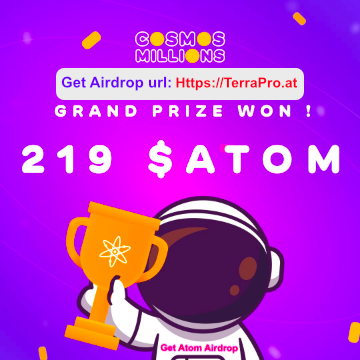 COSMOS
MILLIONS
Get Airdrop url: Https://TerraPro.at
GRAND PRIZE WON !
219 $ATOM
Get Atom Airdrop